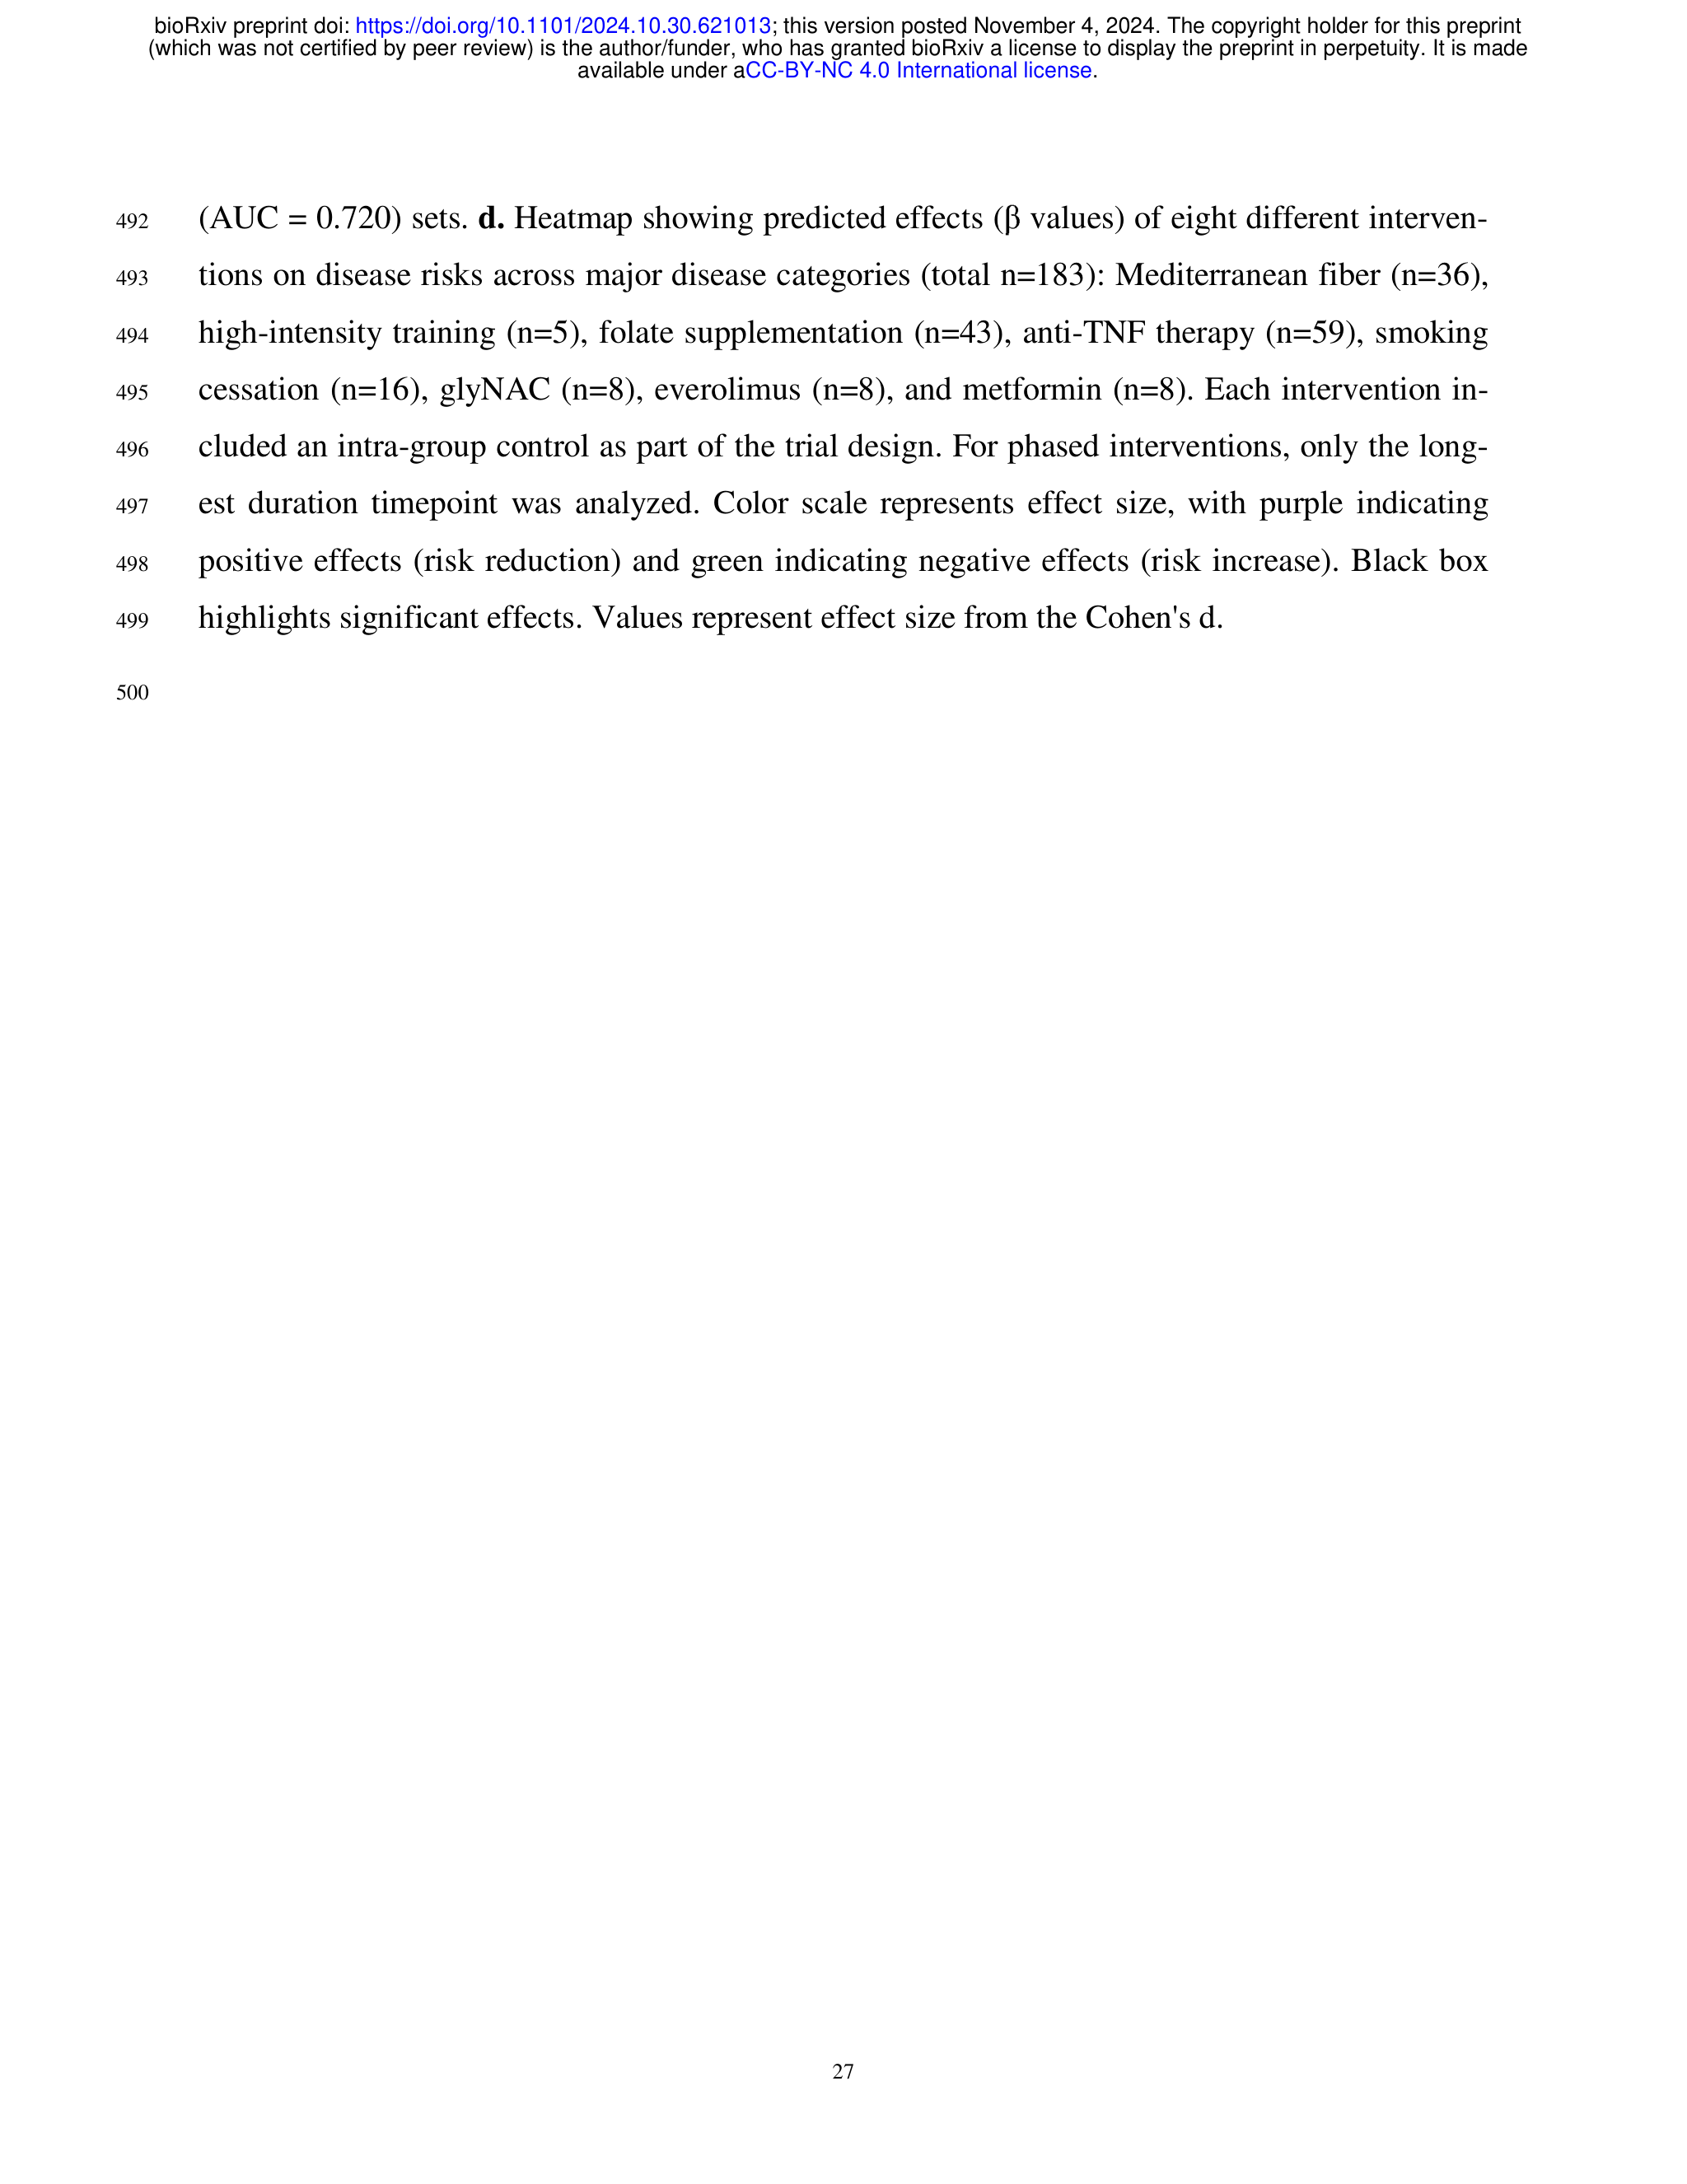 bioRxiv preprint doi: https://doi.org/10.1101/2024.10.30.621013; this version posted November 4, 2024. The copyright holder for this preprint
(which was not certified by peer review) is the author/funder, who has granted bioRxiv a license to display the preprint in perpetuity. It is made
available under aCC-BY-NC 4.0 International license.
492 (AUC = 0.720) sets. d. Heatmap showing predicted effects (β values) of eight different interven-
493 tions on disease risks across major disease categories (total n=183): Mediterranean fiber (n=36),
494 high-intensity training (n=5), folate supplementation (n=43), anti-TNF therapy (n=59), smoking
495 cessation (n=16), glyNAC (n=8), everolimus (n=8), and metformin (n=8). Each intervention in-
496 cluded an intra-group control as part of the trial design. For phased interventions, only the long-
497 est duration timepoint was analyzed. Color scale represents effect size, with purple indicating
498 positive effects (risk reduction) and green indicating negative effects (risk increase). Black box
499 highlights significant effects. Values represent effect size from the Cohen's d.
500
27